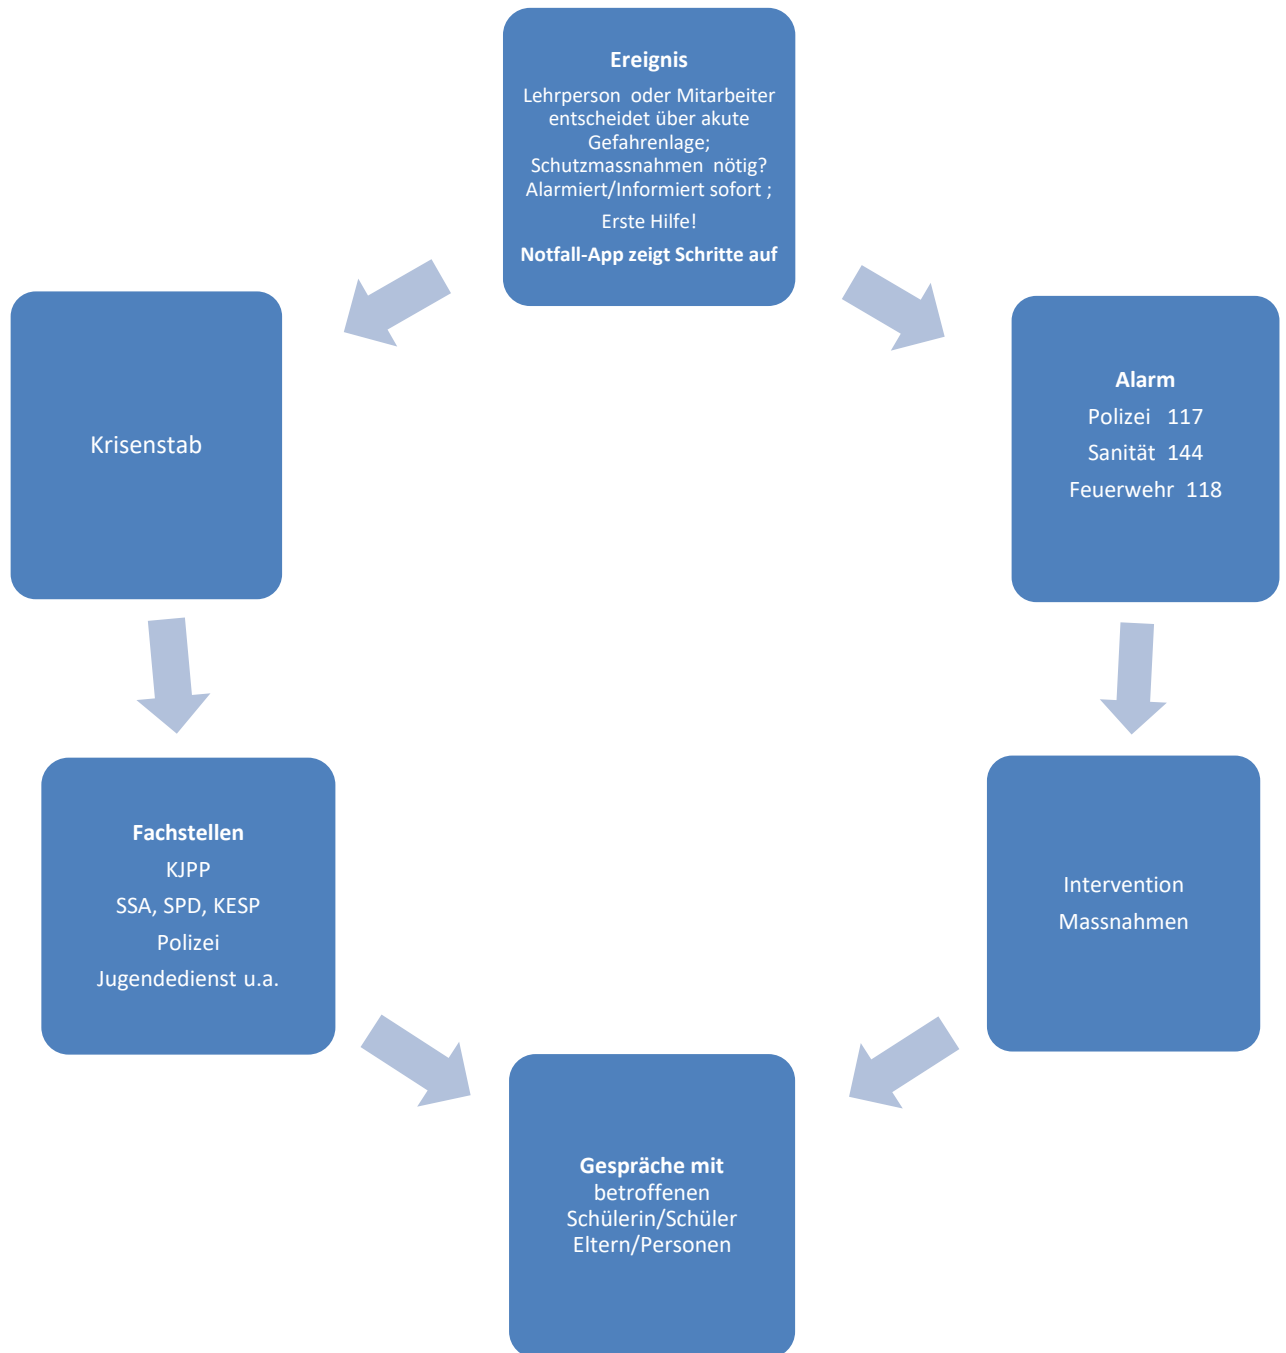 Ereignis
Lehrperson oder Mitarbeiter
entscheidet über akute
Gefahrenlage;
Schutzmassnahmen nötig?
Alarmiert/Informiert sofort ;
Erste Hilfe!
Notfall-App zeigt Schritte auf
Krisenstab
Alarm
Polizei 117
Sanität 144
Feuerwehr 118
Fachstellen
KJPP
SSA, SPD, KESP
Polizei
Jugendedienst u.a.
Intervention
Massnahmen
Gespräche mit
betroffenen
Schülerin/Schüler
Eltern/Personen